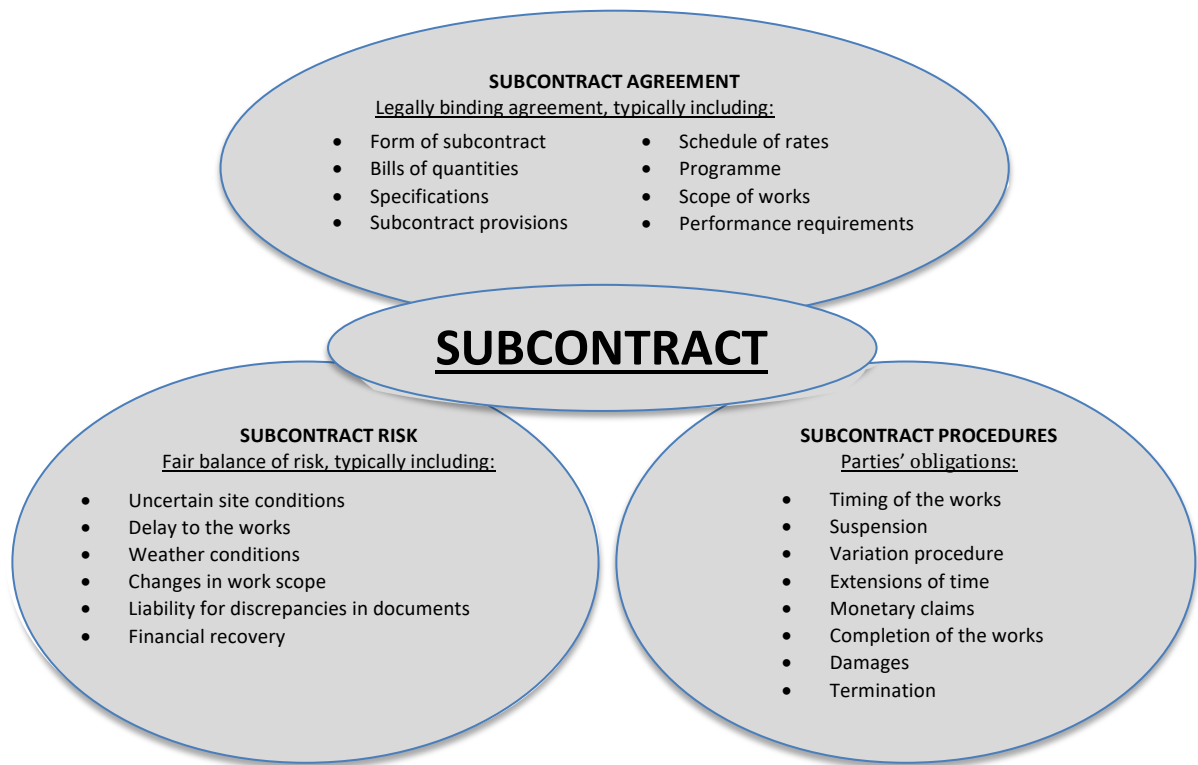 SUBCONTRACT AGREEMENT
Legally binding agreement, typically including:
• Form of subcontract
• Bills of quantities
• Specifications
• Subcontract provisions
• Schedule of rates
• Programme
• Scope of works
• Performance requirements
SUBCONTRACT
SUBCONTRACT RISK
Fair balance of risk, typically including:
• Uncertain site conditions
• Delay to the works
• Weather conditions
• Changes in work scope
• Liability for discrepancies in documents
• Financial recovery
SUBCONTRACT PROCEDURES
Parties’ obligations:
• Timing of the works
• Suspension
• Variation procedure
• Extensions of time
• Monetary claims
• Completion of the works
• Damages
• Termination